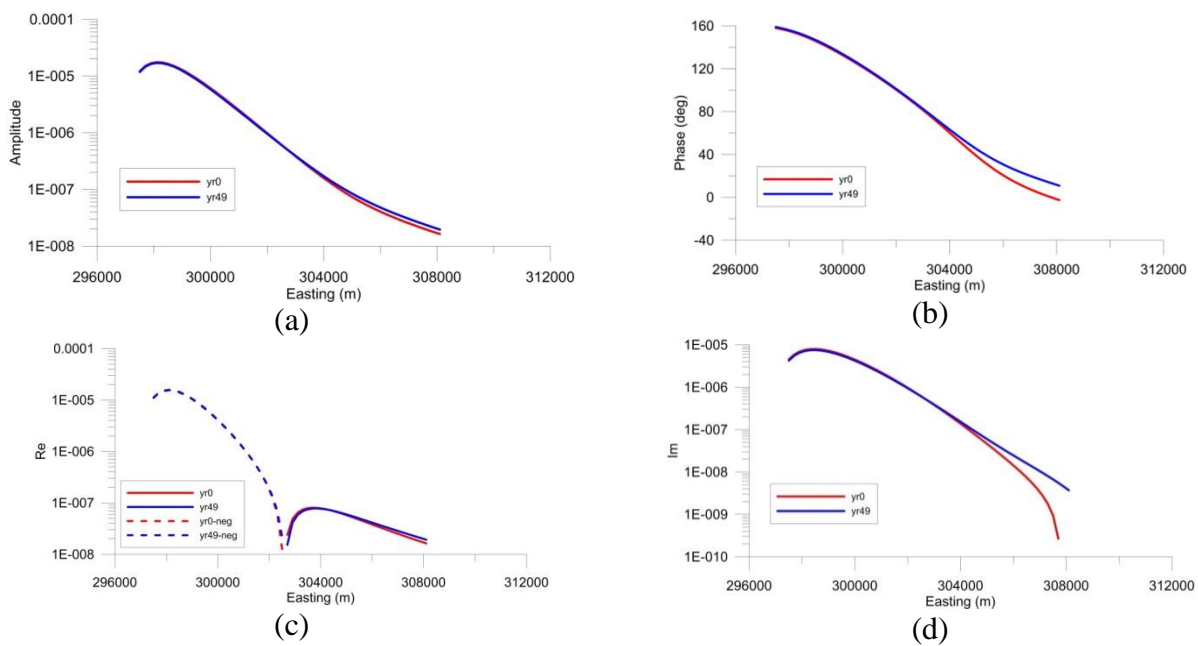 0.0001
1E-005
1E-006
1E-007
1E-008
Amplitude
yr0
yr49
296000 300000 304000 308000 312000
Easting (m)
(a)
160
120
80
40
0
-40
Phase (deg)
yr0
yr49
296000 300000 304000 308000 312000
Easting (m)
(b)
0.0001
1E-005
1E-006
1E-007
1E-008
Re
yr0
yr49
yr0-neg
yr49-neg
296000 300000 304000 308000 312000
Easting (m)
(c)
1E-005
1E-006
1E-007
1E-008
1E-009
1E-010
Im
yr0
yr49
296000 300000 304000 308000 312000
Easting (m)
(d)